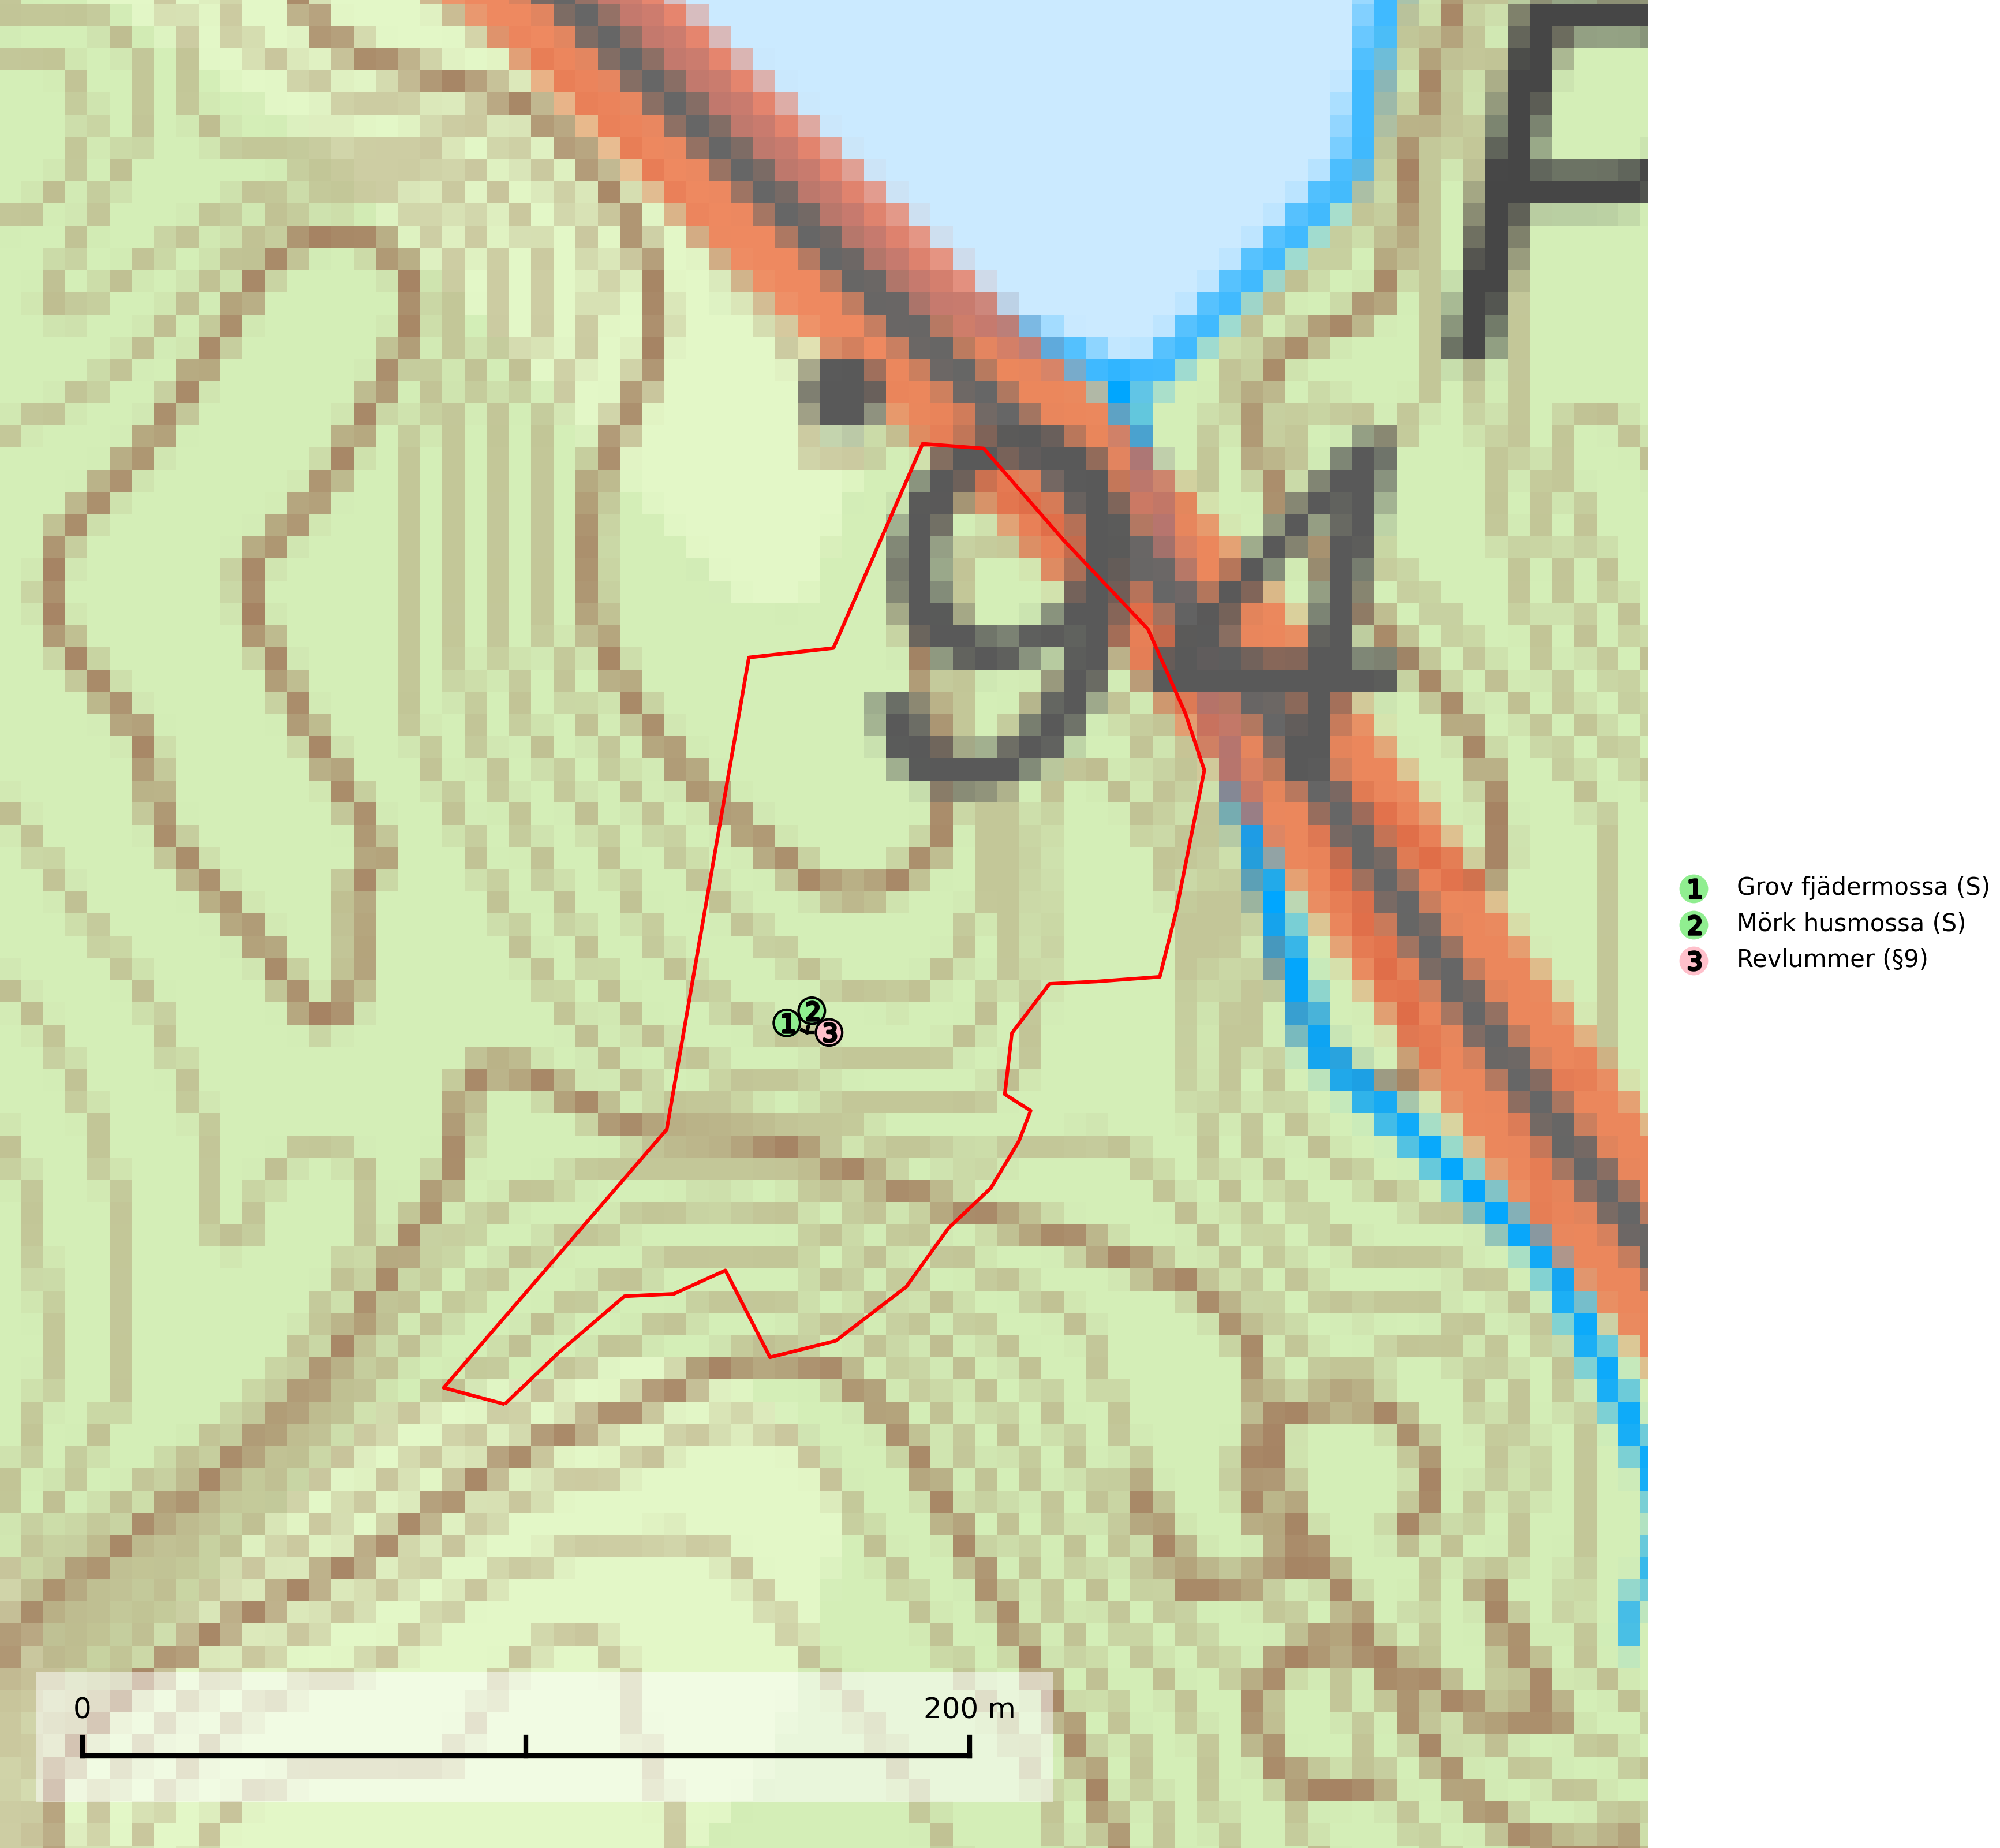 94
1
2
3
1 Grov fjädermossa (S)
2 Mörk husmossa (S)
3 Revlummer (§9)
0 200 m